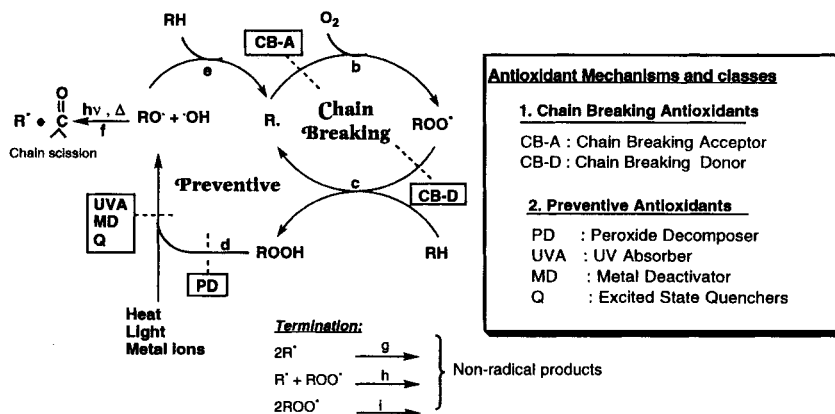 RH
O₂
CB-A
e
b
O
R• + C
hν , Δ
f
RO· + ·OH
R.
Chain
Breaking
ROO•
Chain scission
Preventive
c
CB-D
UVA
MD
Q
d
ROOH
RH
PD
Heat
Light
Metal ions
Termination:
2R• g
R• + ROO• h
2ROO• i
Non-radical products
Antioxidant Mechanisms and classes
1. Chain Breaking Antioxidants
CB-A : Chain Breaking Acceptor
CB-D : Chain Breaking Donor
2. Preventive Antioxidants
PD : Peroxide Decomposer
UVA : UV Absorber
MD : Metal Deactivator
Q : Excited State Quenchers